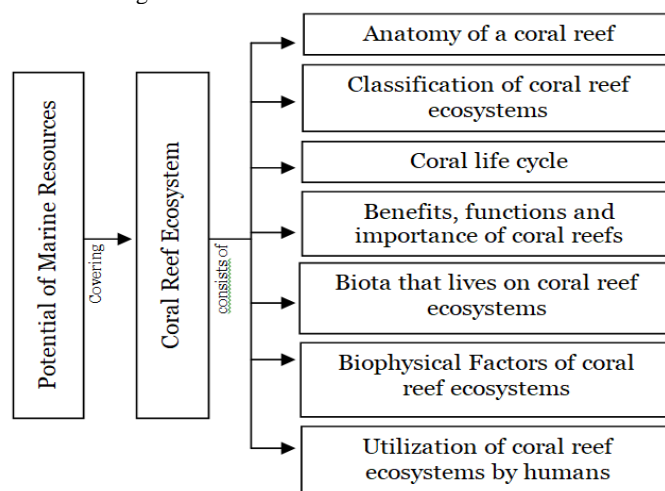 Potential of Marine Resources
Covering
Coral Reef Ecosystem
consists of
Anatomy of a coral reef
Classification of coral reef
ecosystems
Coral life cycle
Benefits, functions and
importance of coral reefs
Biota that lives on coral reef
ecosystems
Biophysical Factors of coral
reef ecosystems
Utilization of coral reef
ecosystems by humans